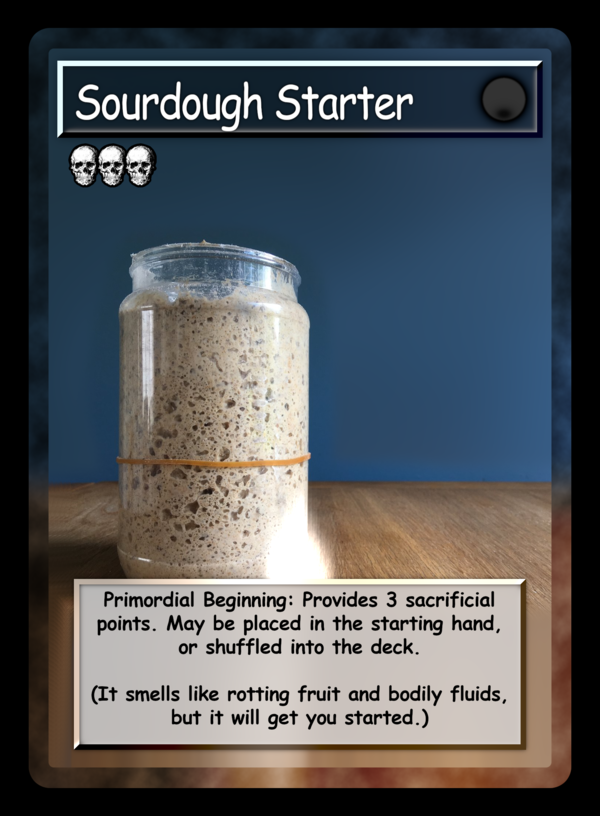 Sourdough Starter
Primordial Beginning: Provides 3 sacrificial
points. May be placed in the starting hand,
or shuffled into the deck.
(It smells like rotting fruit and bodily fluids,
but it will get you started.)